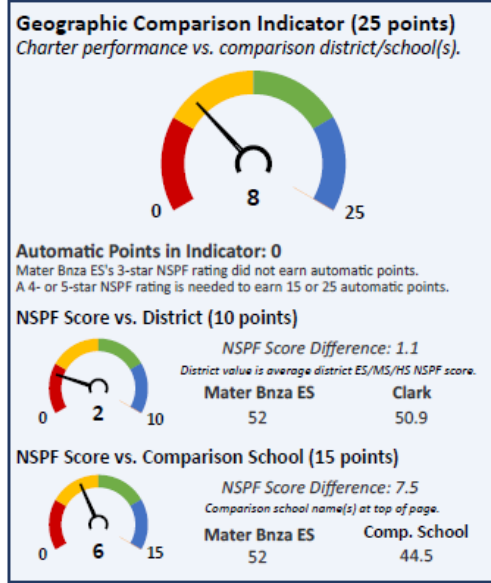 Geographic Comparison Indicator (25 points)
Charter performance vs. comparison district/school(s).
0
8
25
Automatic Points in Indicator: 0
Mater Bnza ES's 3-star NSPF rating did not earn automatic points.
A 4- or 5-star NSPF rating is needed to earn 15 or 25 automatic points.
NSPF Score vs. District (10 points)
NSPF Score Difference: 1.1
District value is average district ES/MS/HS NSPF score.
Mater Bnza ES Clark
0 2 10 52 50.9
NSPF Score vs. Comparison School (15 points)
NSPF Score Difference: 7.5
Comparison school name(s) at top of page.
Mater Bnza ES Comp. School
0 6 15 52 44.5